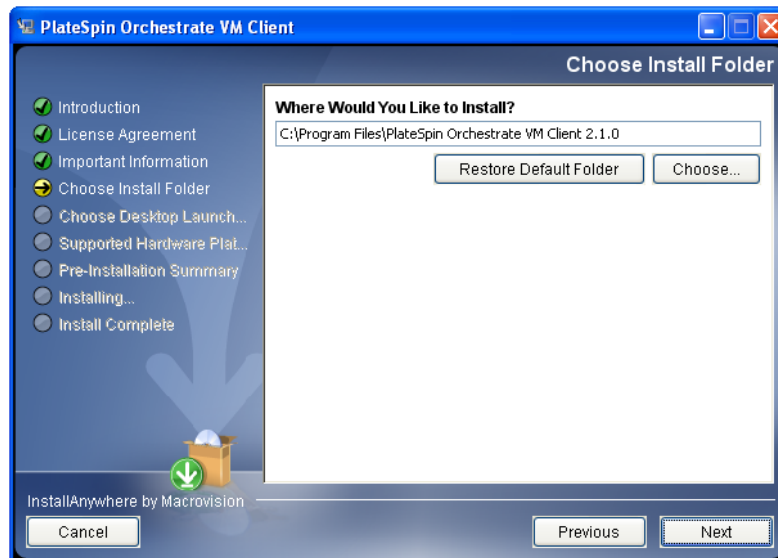 PlateSpin Orchestrate VM Client
Choose Install Folder
Introduction
License Agreement
Important Information
Choose Install Folder
Choose Desktop Launch...
Supported Hardware Plat...
Pre-Installation Summary
Installing...
Install Complete
Where Would You Like to Install?
C:\Program Files\PlateSpin Orchestrate VM Client 2.1.0
Restore Default Folder
Choose...
InstallAnywhere by Macrovision
Cancel
Previous
Next